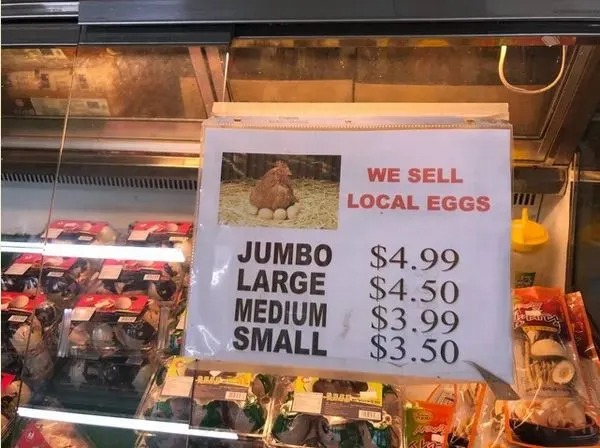 WE SELL
LOCAL EGGS
JUMBO $4.99
LARGE $4.50
MEDIUM $3.99
SMALL $3.50